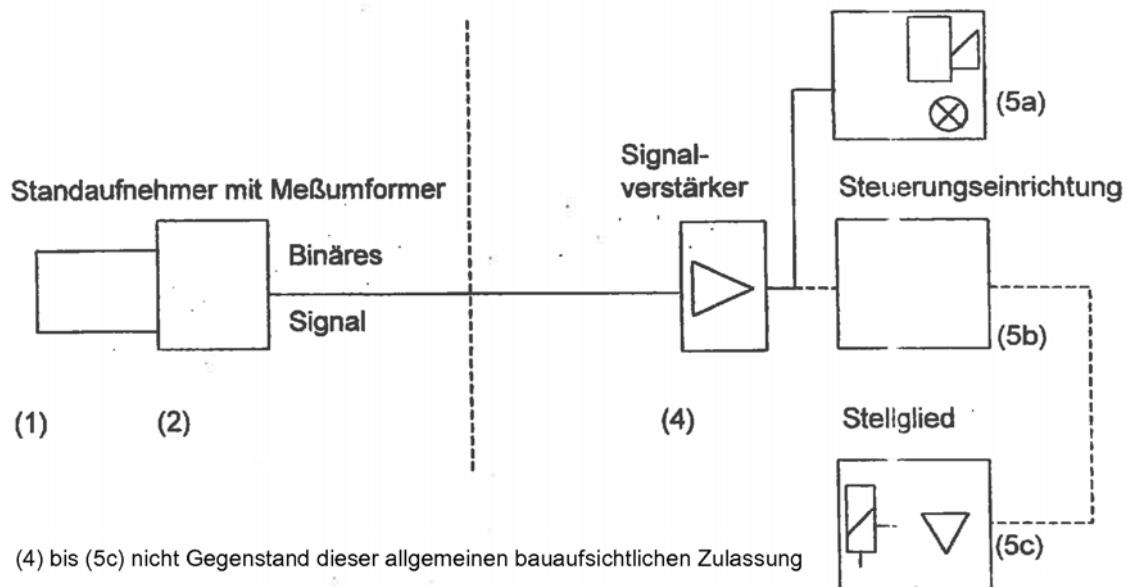 (5a)
Signal-
verstärker
Standaufnehmer mit Meßumformer
Steuerungseinrichtung
Binäres
Signal
(5b)
(1)
(2)
(4)
Stellglied
(5c)
(4) bis (5c) nicht Gegenstand dieser allgemeinen bauaufsichtlichen Zulassung